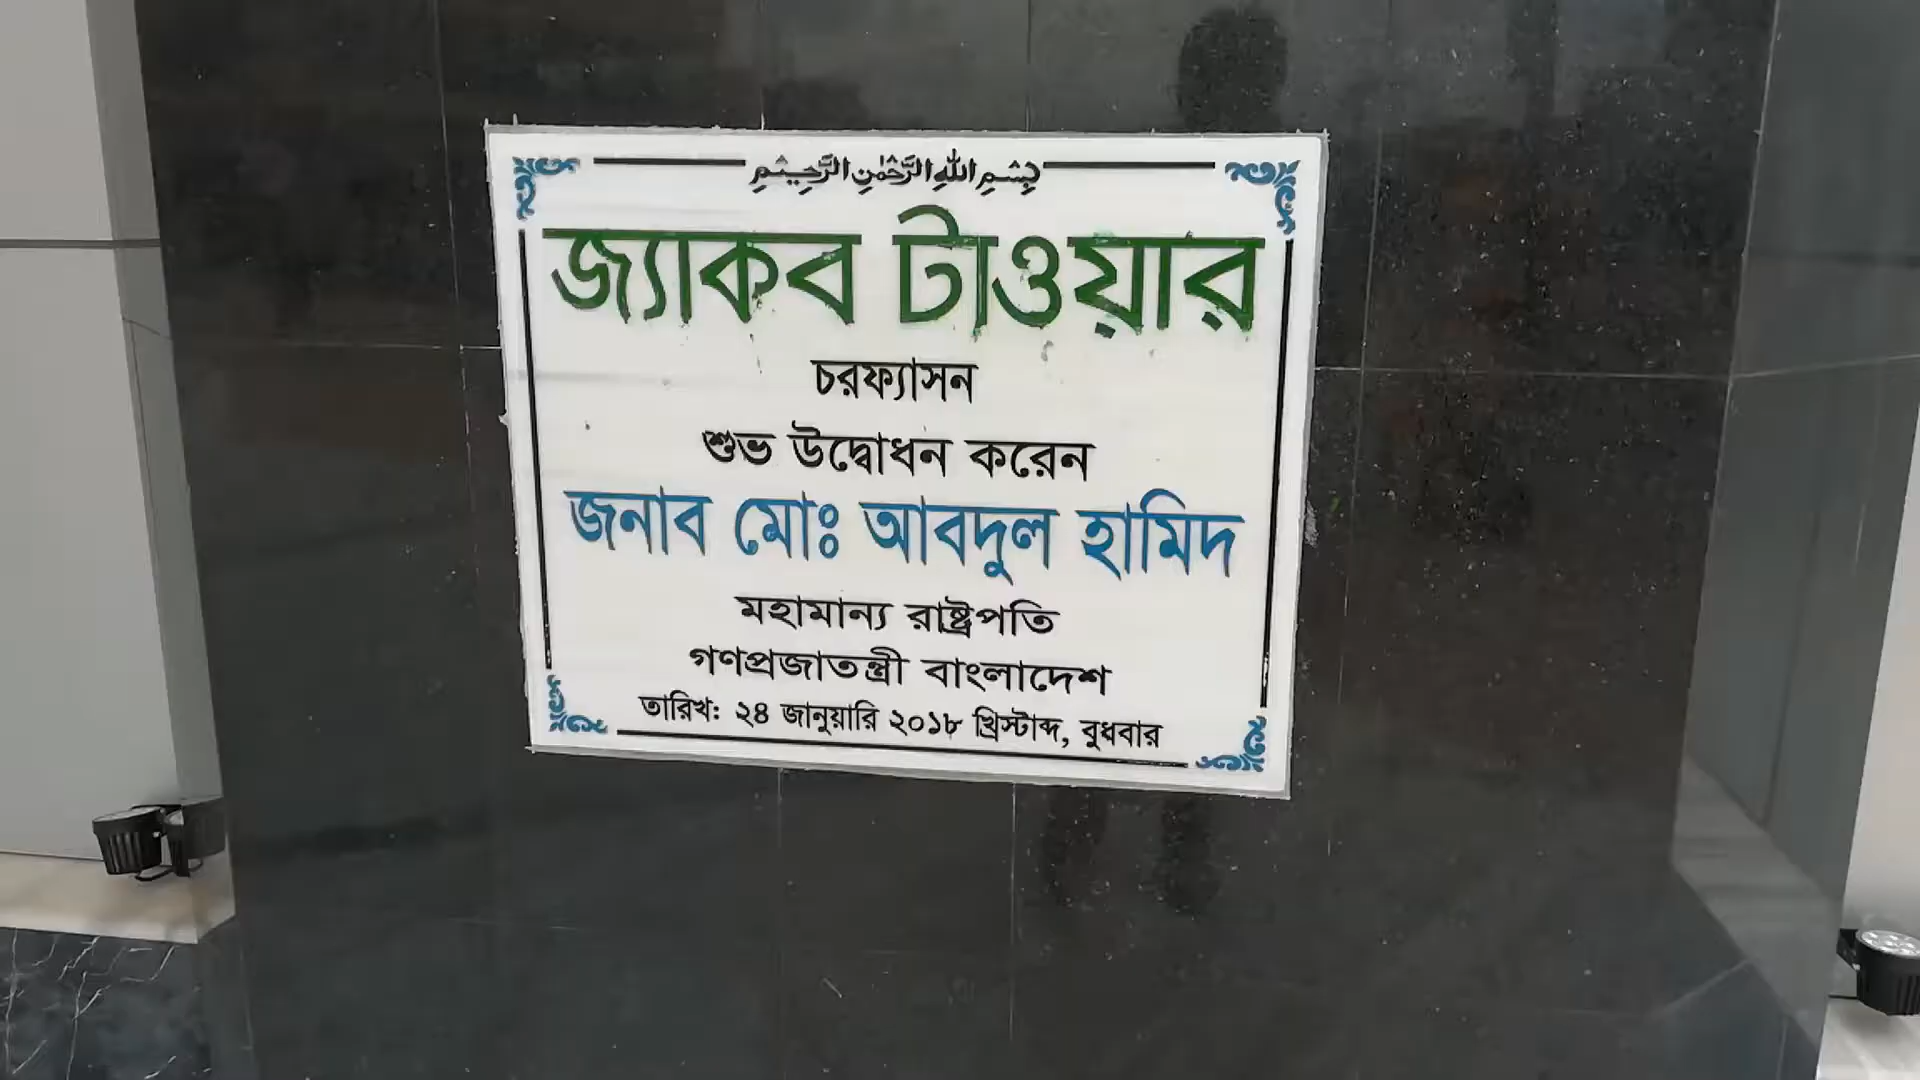 بِسْمِ اللهِ الرَّحْمٰنِ الرَّحِيْمِ
জ্যাকব টাওয়ার
চরফ্যাসন
শুভ উদ্বোধন করেন
জনাব মোঃ আবদুল হামিদ
মহামান্য রাষ্ট্রপতি
গণপ্রজাতন্ত্রী বাংলাদেশ
তারিখ: ২৪ জানুয়ারি ২০১৮ খ্রিস্টাব্দ, বুধবার